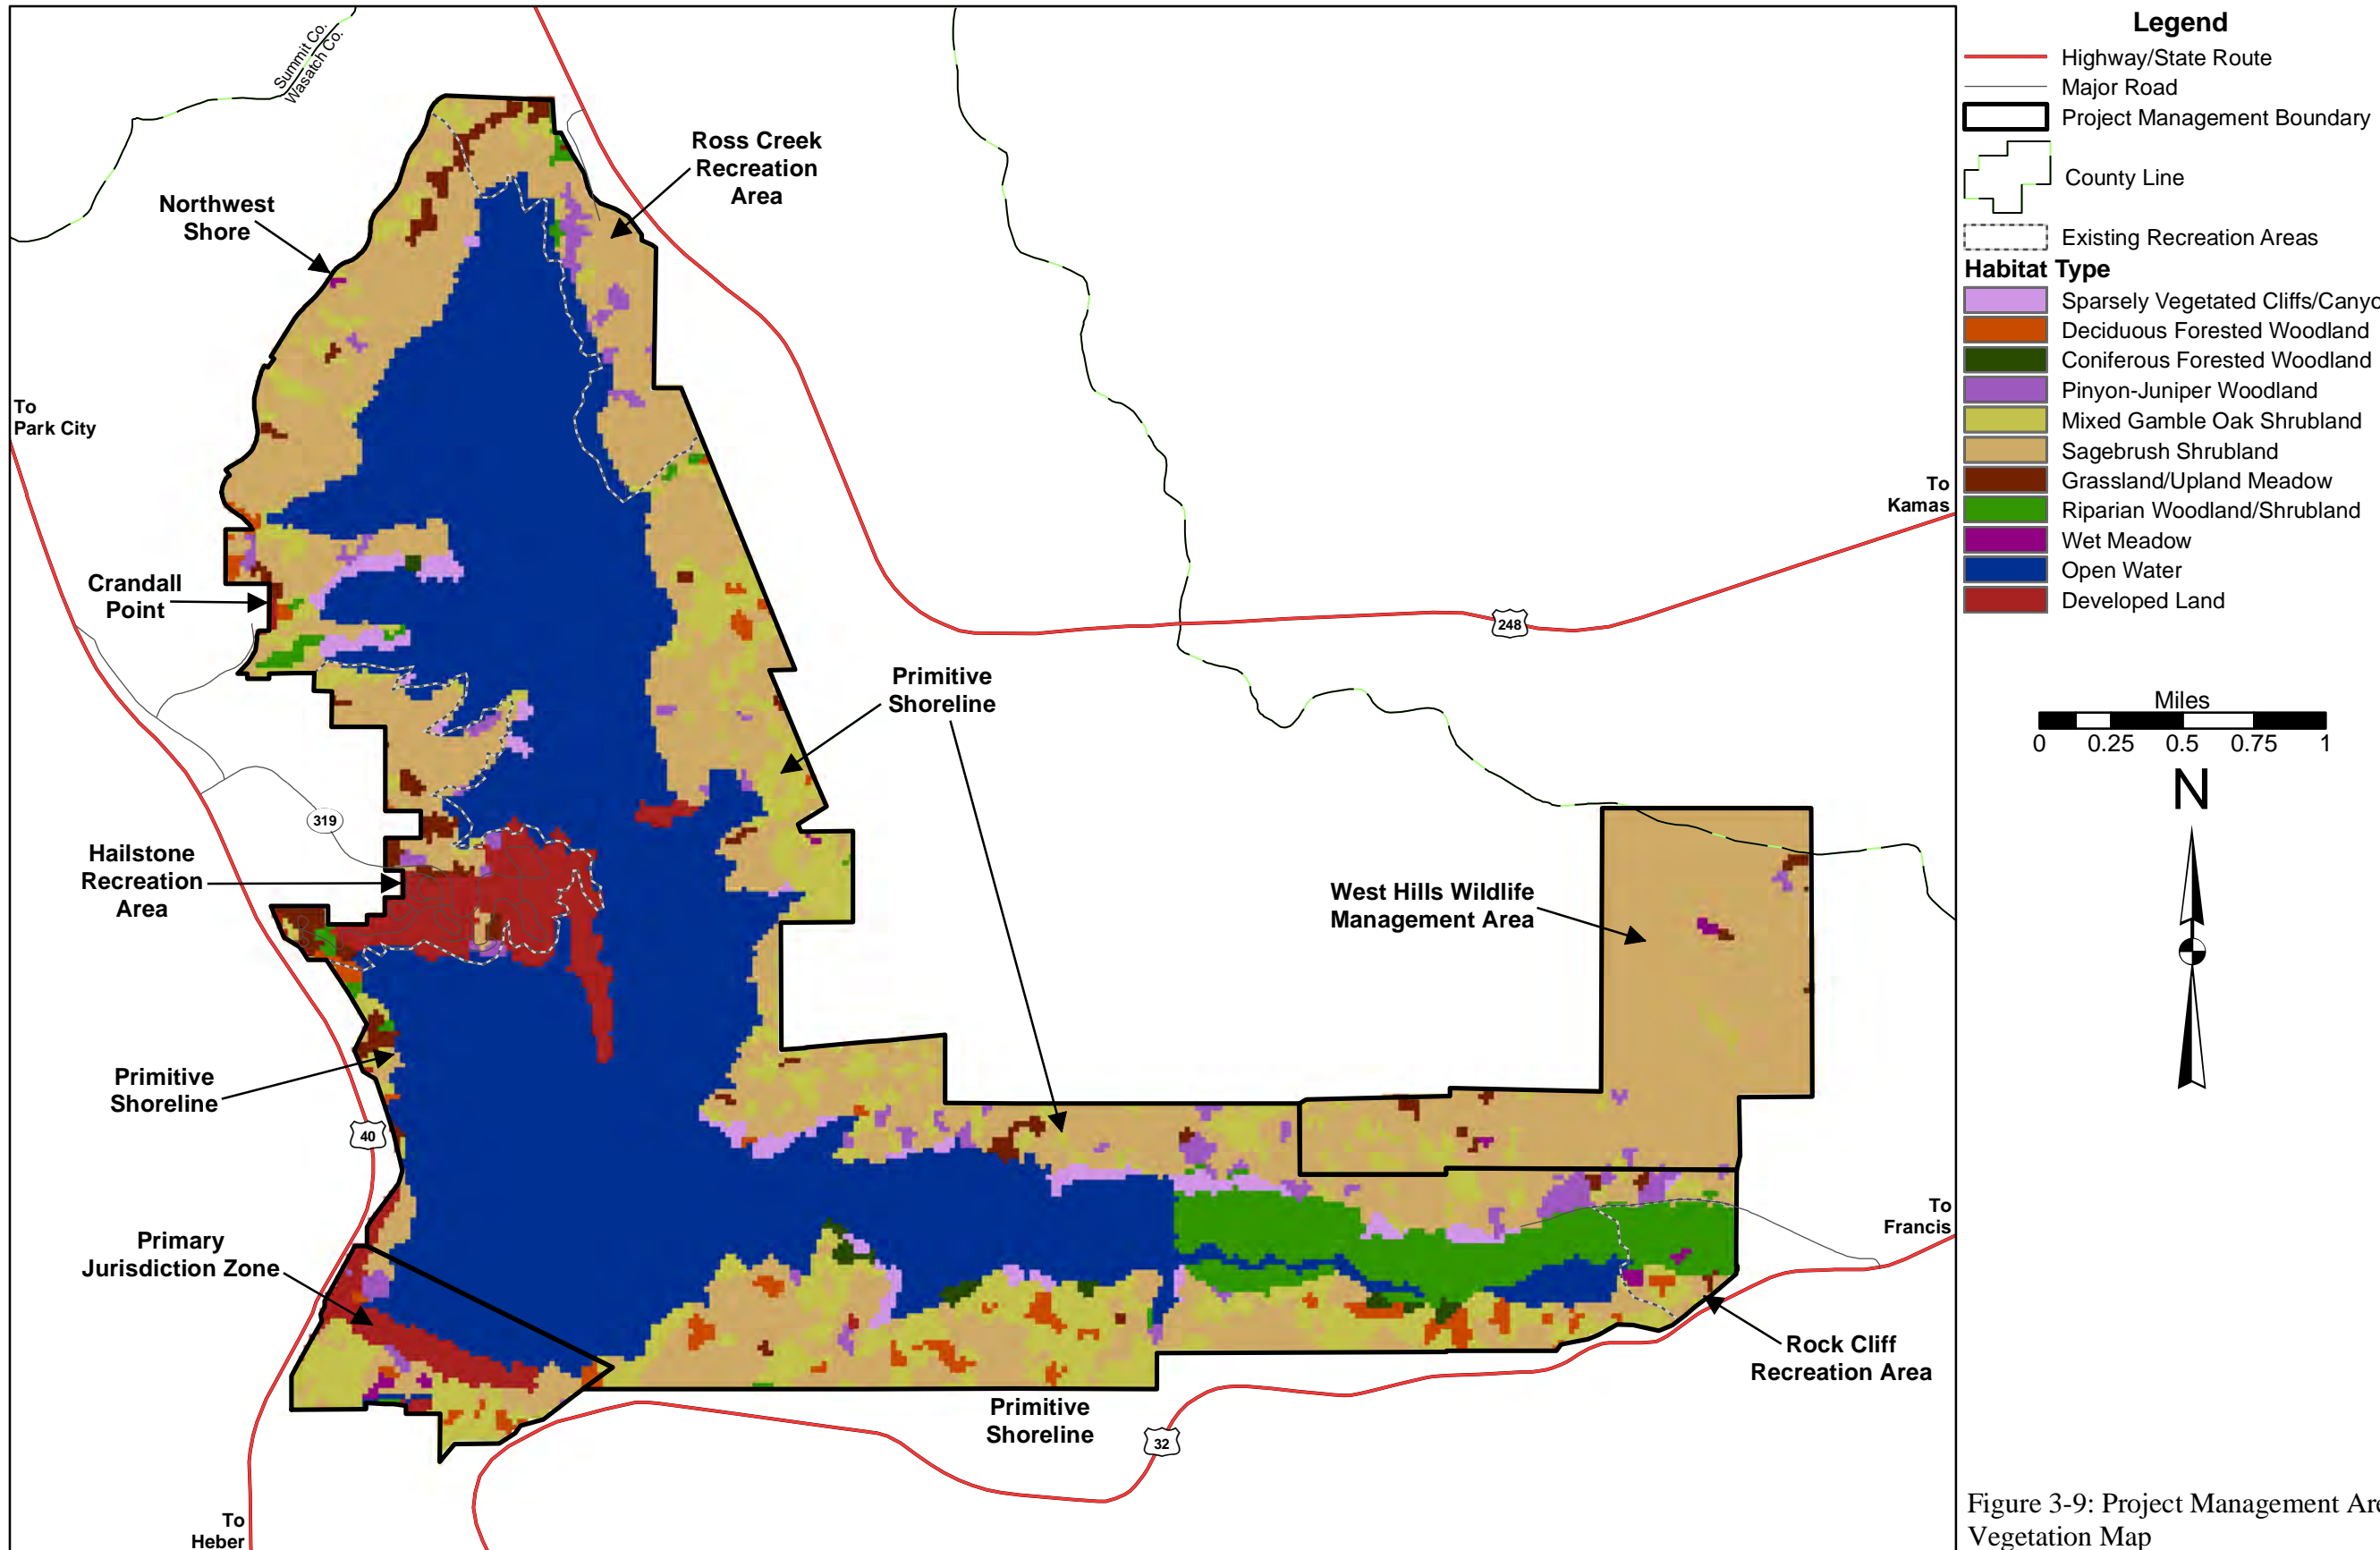 Summit Co.
Wasatch Co.
Ross Creek
Recreation
Area
Northwest
Shore
To
Park City
Crandall
Point
To
Kamas
248
Primitive
Shoreline
319
Hailstone
Recreation
Area
West Hills Wildlife
Management Area
Primitive
Shoreline
40
Primary
Jurisdiction Zone
To
Francis
Rock Cliff
Recreation Area
Primitive
Shoreline
32
To
Heber
Legend
Highway/State Route
Major Road
Project Management Boundary
County Line
Existing Recreation Areas
Habitat Type
Sparsely Vegetated Cliffs/Canyo
Deciduous Forested Woodland
Coniferous Forested Woodland
Pinyon-Juniper Woodland
Mixed Gamble Oak Shrubland
Sagebrush Shrubland
Grassland/Upland Meadow
Riparian Woodland/Shrubland
Wet Meadow
Open Water
Developed Land
Miles
0 0.25 0.5 0.75 1
N
Figure 3-9: Project Management Are
Vegetation Map